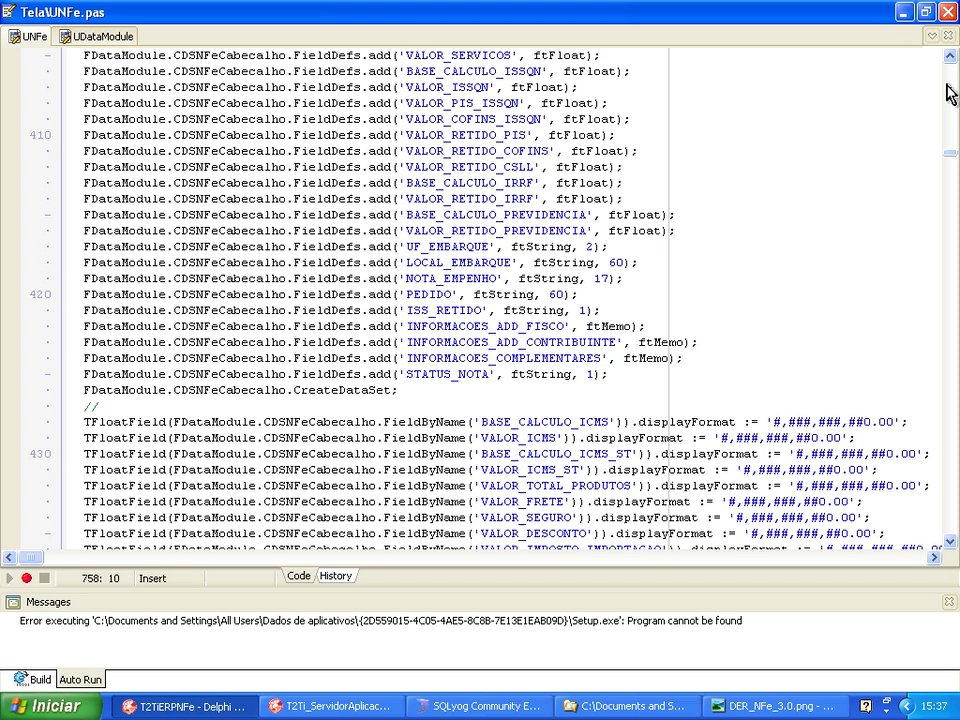 Tela\UNFe.pas
UNFe UDataModule
FDataModule.CDSNFeCabecalho.FieldDefs.add('VALOR_SERVICOS', ftFloat);
FDataModule.CDSNFeCabecalho.FieldDefs.add('BASE_CALCULO_ISSQN', ftFloat);
FDataModule.CDSNFeCabecalho.FieldDefs.add('VALOR_ISSQN', ftFloat);
FDataModule.CDSNFeCabecalho.FieldDefs.add('VALOR_PIS_ISSQN', ftFloat);
FDataModule.CDSNFeCabecalho.FieldDefs.add('VALOR_COFINS_ISSQN', ftFloat);
410 FDataModule.CDSNFeCabecalho.FieldDefs.add('VALOR_RETIDO_PIS', ftFloat);
FDataModule.CDSNFeCabecalho.FieldDefs.add('VALOR_RETIDO_COFINS', ftFloat);
FDataModule.CDSNFeCabecalho.FieldDefs.add('VALOR_RETIDO_CSLL', ftFloat);
FDataModule.CDSNFeCabecalho.FieldDefs.add('BASE_CALCULO_IRRF', ftFloat);
FDataModule.CDSNFeCabecalho.FieldDefs.add('VALOR_RETIDO_IRRF', ftFloat);
FDataModule.CDSNFeCabecalho.FieldDefs.add('BASE_CALCULO_PREVIDENCIA', ftFloat);
FDataModule.CDSNFeCabecalho.FieldDefs.add('VALOR_RETIDO_PREVIDENCIA', ftFloat);
FDataModule.CDSNFeCabecalho.FieldDefs.add('UF_EMBARQUE', ftString, 2);
FDataModule.CDSNFeCabecalho.FieldDefs.add('LOCAL_EMBARQUE', ftString, 60);
FDataModule.CDSNFeCabecalho.FieldDefs.add('NOTA_EMPENHO', ftString, 17);
420 FDataModule.CDSNFeCabecalho.FieldDefs.add('PEDIDO', ftString, 60);
FDataModule.CDSNFeCabecalho.FieldDefs.add('ISS_RETIDO', ftString, 1);
FDataModule.CDSNFeCabecalho.FieldDefs.add('INFORMACOES_ADD_FISCO', ftMemo);
FDataModule.CDSNFeCabecalho.FieldDefs.add('INFORMACOES_ADD_CONTRIBUINTE', ftMemo);
FDataModule.CDSNFeCabecalho.FieldDefs.add('INFORMACOES_COMPLEMENTARES', ftMemo);
FDataModule.CDSNFeCabecalho.FieldDefs.add('STATUS_NOTA', ftString, 1);
FDataModule.CDSNFeCabecalho.CreateDataSet;
//
TFloatField(FDataModule.CDSNFeCabecalho.FieldByName('BASE_CALCULO_ICMS')).displayFormat := '#,###,###,##0.00';
TFloatField(FDataModule.CDSNFeCabecalho.FieldByName('VALOR_ICMS')).displayFormat := '#,###,###,##0.00';
430 TFloatField(FDataModule.CDSNFeCabecalho.FieldByName('BASE_CALCULO_ICMS_ST')).displayFormat := '#,###,###,##0.00';
TFloatField(FDataModule.CDSNFeCabecalho.FieldByName('VALOR_ICMS_ST')).displayFormat := '#,###,###,##0.00';
TFloatField(FDataModule.CDSNFeCabecalho.FieldByName('VALOR_TOTAL_PRODUTOS')).displayFormat := '#,###,###,##0.00';
TFloatField(FDataModule.CDSNFeCabecalho.FieldByName('VALOR_FRETE')).displayFormat := '#,###,###,##0.00';
TFloatField(FDataModule.CDSNFeCabecalho.FieldByName('VALOR_SEGURO')).displayFormat := '#,###,###,##0.00';
TFloatField(FDataModule.CDSNFeCabecalho.FieldByName('VALOR_DESCONTO')).displayFormat := '#,###,###,##0.00';
TFloatField(FDataModule.CDSNFeCabecalho.FieldByName('VALOR_IMPOSTO_IMPORTACAO')).displayFormat := '#,###,###,##0.00
758: 10 Insert Code History
Messages
Error executing 'C:\Documents and Settings\All Users\Dados de aplicativos\{2D559015-4C05-4AE5-8C8B-7E13E1EAB09D}\Setup.exe': Program cannot be found
Build Auto Run
Iniciar T2TiERPNFe - Delphi ... T2Ti_ServidorAplicac... SQLyog Community E... C:\Documents and S... DER_NFe_3.0.png - ... 15:37